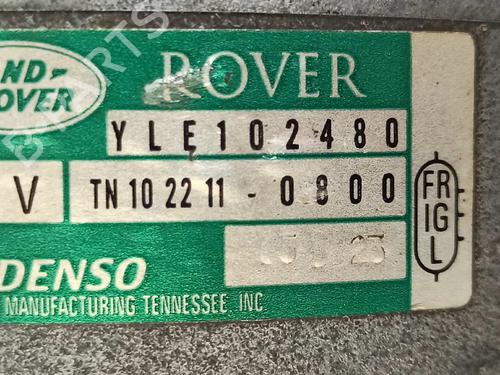 ND-
OVER
ROVER
YLE102480
V
TN 10 22 11 - 0800
FR
IG
L
DENSO
MANUFACTURING TENNESSEE, INC